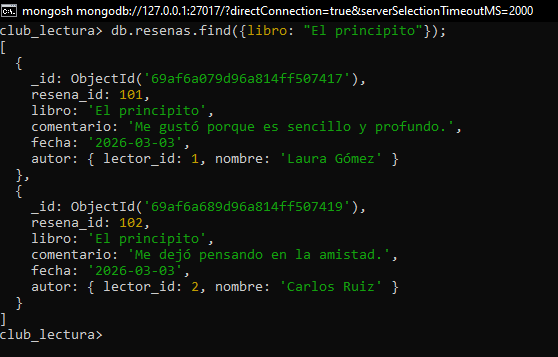 mongosh mongodb://127.0.0.1:27017/?directConnection=true&serverSelectionTimeoutMS=2000
club_lectura> db.resenas.find({libro: "El principito"});
[
  {
    _id: ObjectId('69af6a079d96a814ff507417'),
    resena_id: 101,
    libro: 'El principito',
    comentario: 'Me gustó porque es sencillo y profundo.',
    fecha: '2026-03-03',
    autor: { lector_id: 1, nombre: 'Laura Gómez' }
  },
  {
    _id: ObjectId('69af6a689d96a814ff507419'),
    resena_id: 102,
    libro: 'El principito',
    comentario: 'Me dejó pensando en la amistad.',
    fecha: '2026-03-03',
    autor: { lector_id: 2, nombre: 'Carlos Ruiz' }
  }
]
club_lectura>